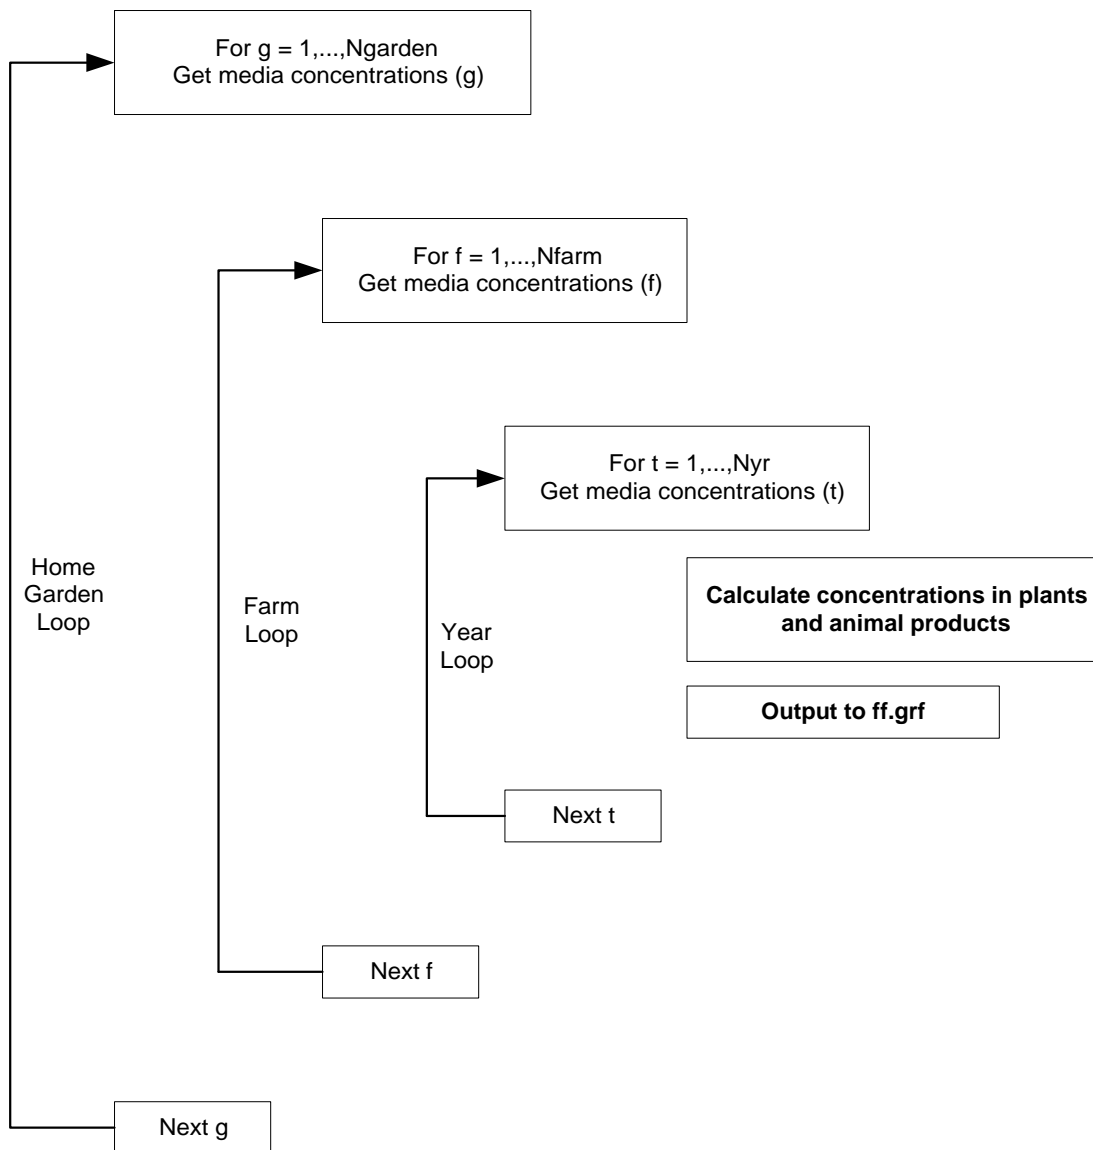 For g = 1,...,Ngarden
Get media concentrations (g)
For f = 1,...,Nfarm
Get media concentrations (f)
For t = 1,...,Nyr
Get media concentrations (t)
Home
Garden
Loop
Farm
Loop
Year
Loop
Calculate concentrations in plants
and animal products
Output to ff.grf
Next t
Next f
Next g